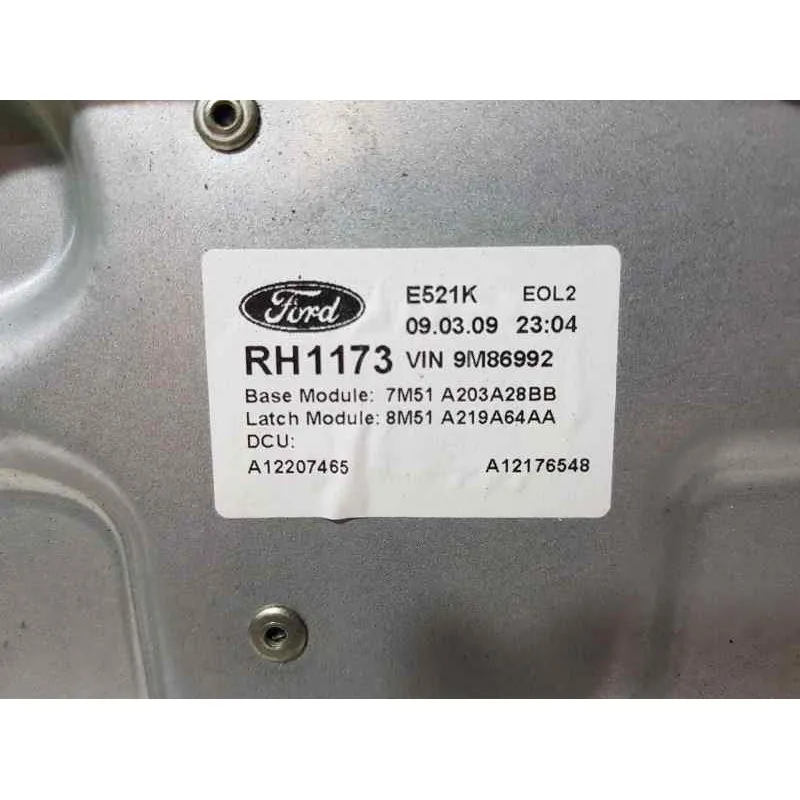 Ford E521K EOL2
09.03.09 23:04
RH1173 VIN 9M86992
Base Module: 7M51 A203A28BB
Latch Module: 8M51 A219A64AA
DCU:
A12207465 A12176548